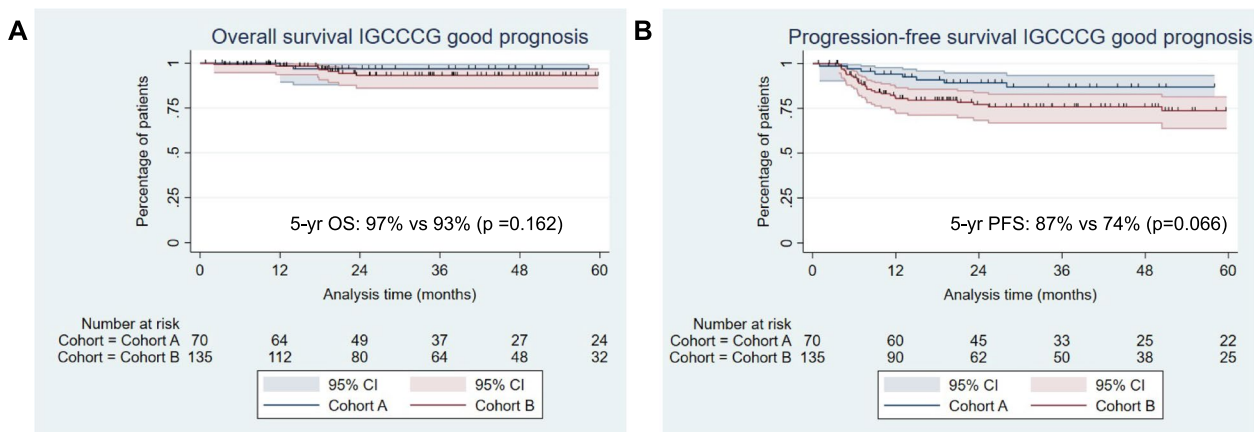 A
Overall survival IGCCCG good prognosis
Percentage of patients
1
.75
.5
.25
0
5-yr OS: 97% vs 93% (p =0.162)
0 12 24 36 48 60
Analysis time (months)
Number at risk
Cohort = Cohort A 70 64 49 37 27 24
Cohort = Cohort B 135 112 80 64 48 32
95% CI 95% CI
Cohort A Cohort B
B
Progression-free survival IGCCCG good prognosis
Percentage of patients
1
.75
.5
.25
0
5-yr PFS: 87% vs 74% (p=0.066)
0 12 24 36 48 60
Analysis time (months)
Number at risk
Cohort = Cohort A 70 60 45 33 25 22
Cohort = Cohort B 135 90 62 50 38 25
95% CI 95% CI
Cohort A Cohort B